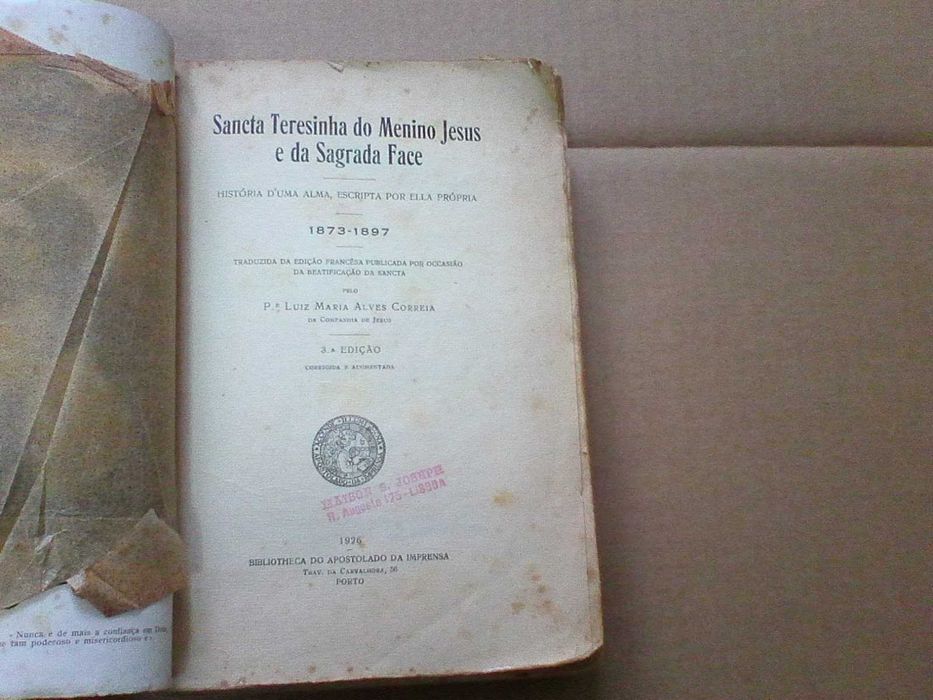 Sancta Teresinha do Menino Jesus
e da Sagrada Face
HISTÓRIA D'UMA ALMA, ESCRIPTA POR ELLA PRÓPRIA
1873-1897
TRADUZIDA DA EDIÇÃO FRANCÊSA PUBLICADA POR OCCASIÃO
DA BEATIFICAÇÃO DA SANCTA
PELO
P.e LUIZ MARIA ALVES CORREIA
DA COMPANHIA DE JESUS
3.ª EDIÇÃO
CORRIGIDA E AUGMENTADA
APOSTOLADO DA IMPRENSA
MAISON S. JOSEPH
R. Augusta 175-LISBOA
1926
BIBLIOTHECA DO APOSTOLADO DA IMPRENSA
TRAV. DA CARVALHOSA, 56
PORTO
« Nunca é de mais a confiança em Deus,
tam poderoso e misericordioso »